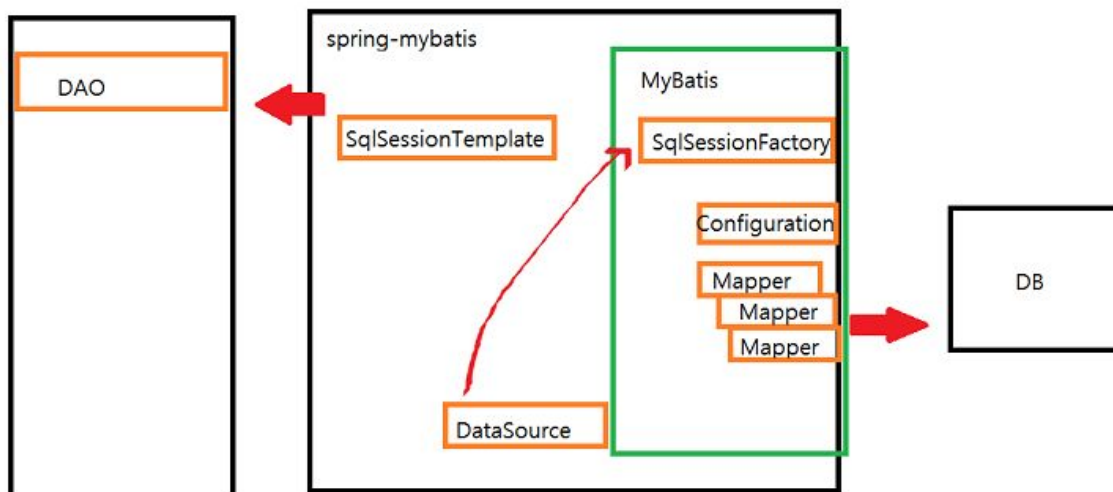 DAO
spring-mybatis
SqlSessionTemplate
DataSource
MyBatis
SqlSessionFactory
Configuration
Mapper
Mapper
Mapper
DB